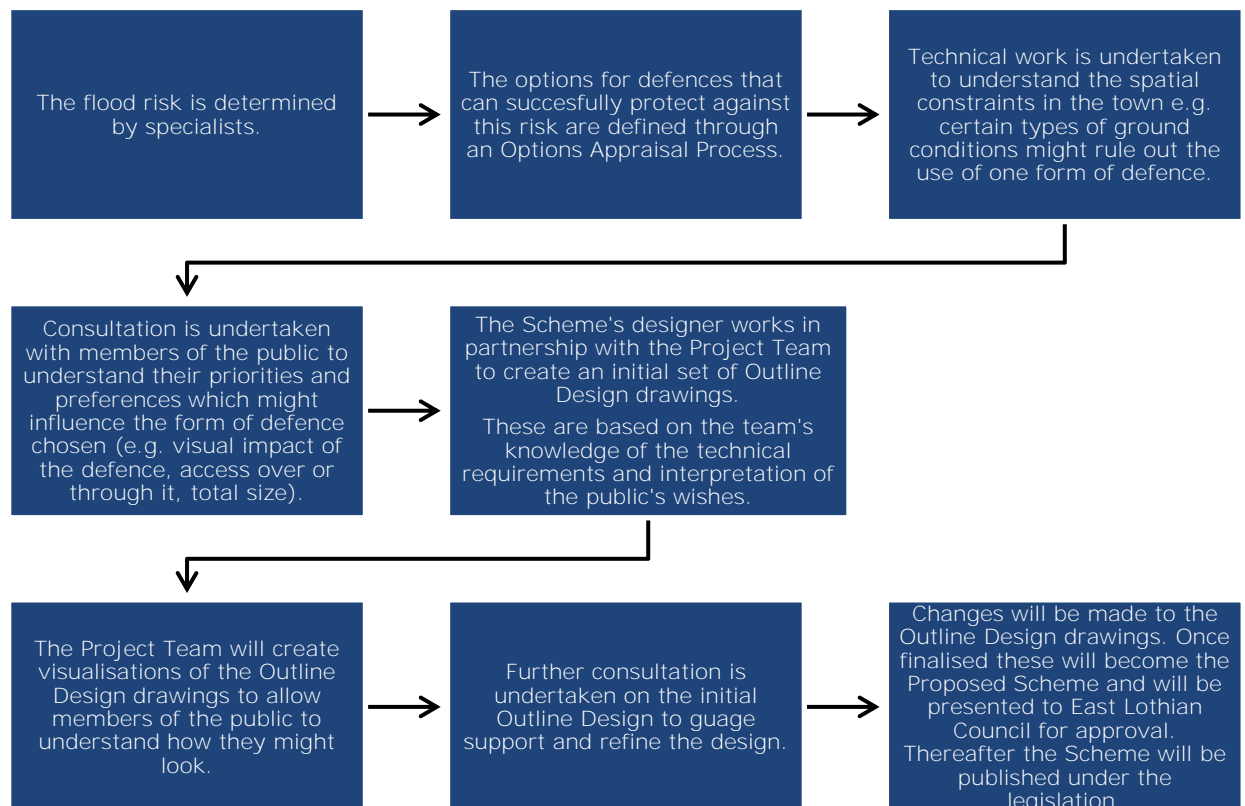 The flood risk is determined
by specialists.
The options for defences that
can succesfully protect against
this risk are defined through
an Options Appraisal Process.
Technical work is undertaken
to understand the spatial
constraints in the town e.g.
certain types of ground
conditions might rule out the
use of one form of defence.
Consultation is undertaken
with members of the public to
understand their priorities and
preferences which might
influence the form of defence
chosen (e.g. visual impact of
the defence, access over or
through it, total size).
The Scheme's designer works in
partnership with the Project Team
to create an initial set of Outline
Design drawings.
These are based on the team's
knowledge of the technical
requirements and interpretation of
the public's wishes.
The Project Team will create
visualisations of the Outline
Design drawings to allow
members of the public to
understand how they might
look.
Further consultation is
undertaken on the initial
Outline Design to guage
support and refine the design.
Changes will be made to the
Outline Design drawings. Once
finalised these will become the
Proposed Scheme and will be
presented to East Lothian
Council for approval.
Thereafter the Scheme will be
published under the
legislation